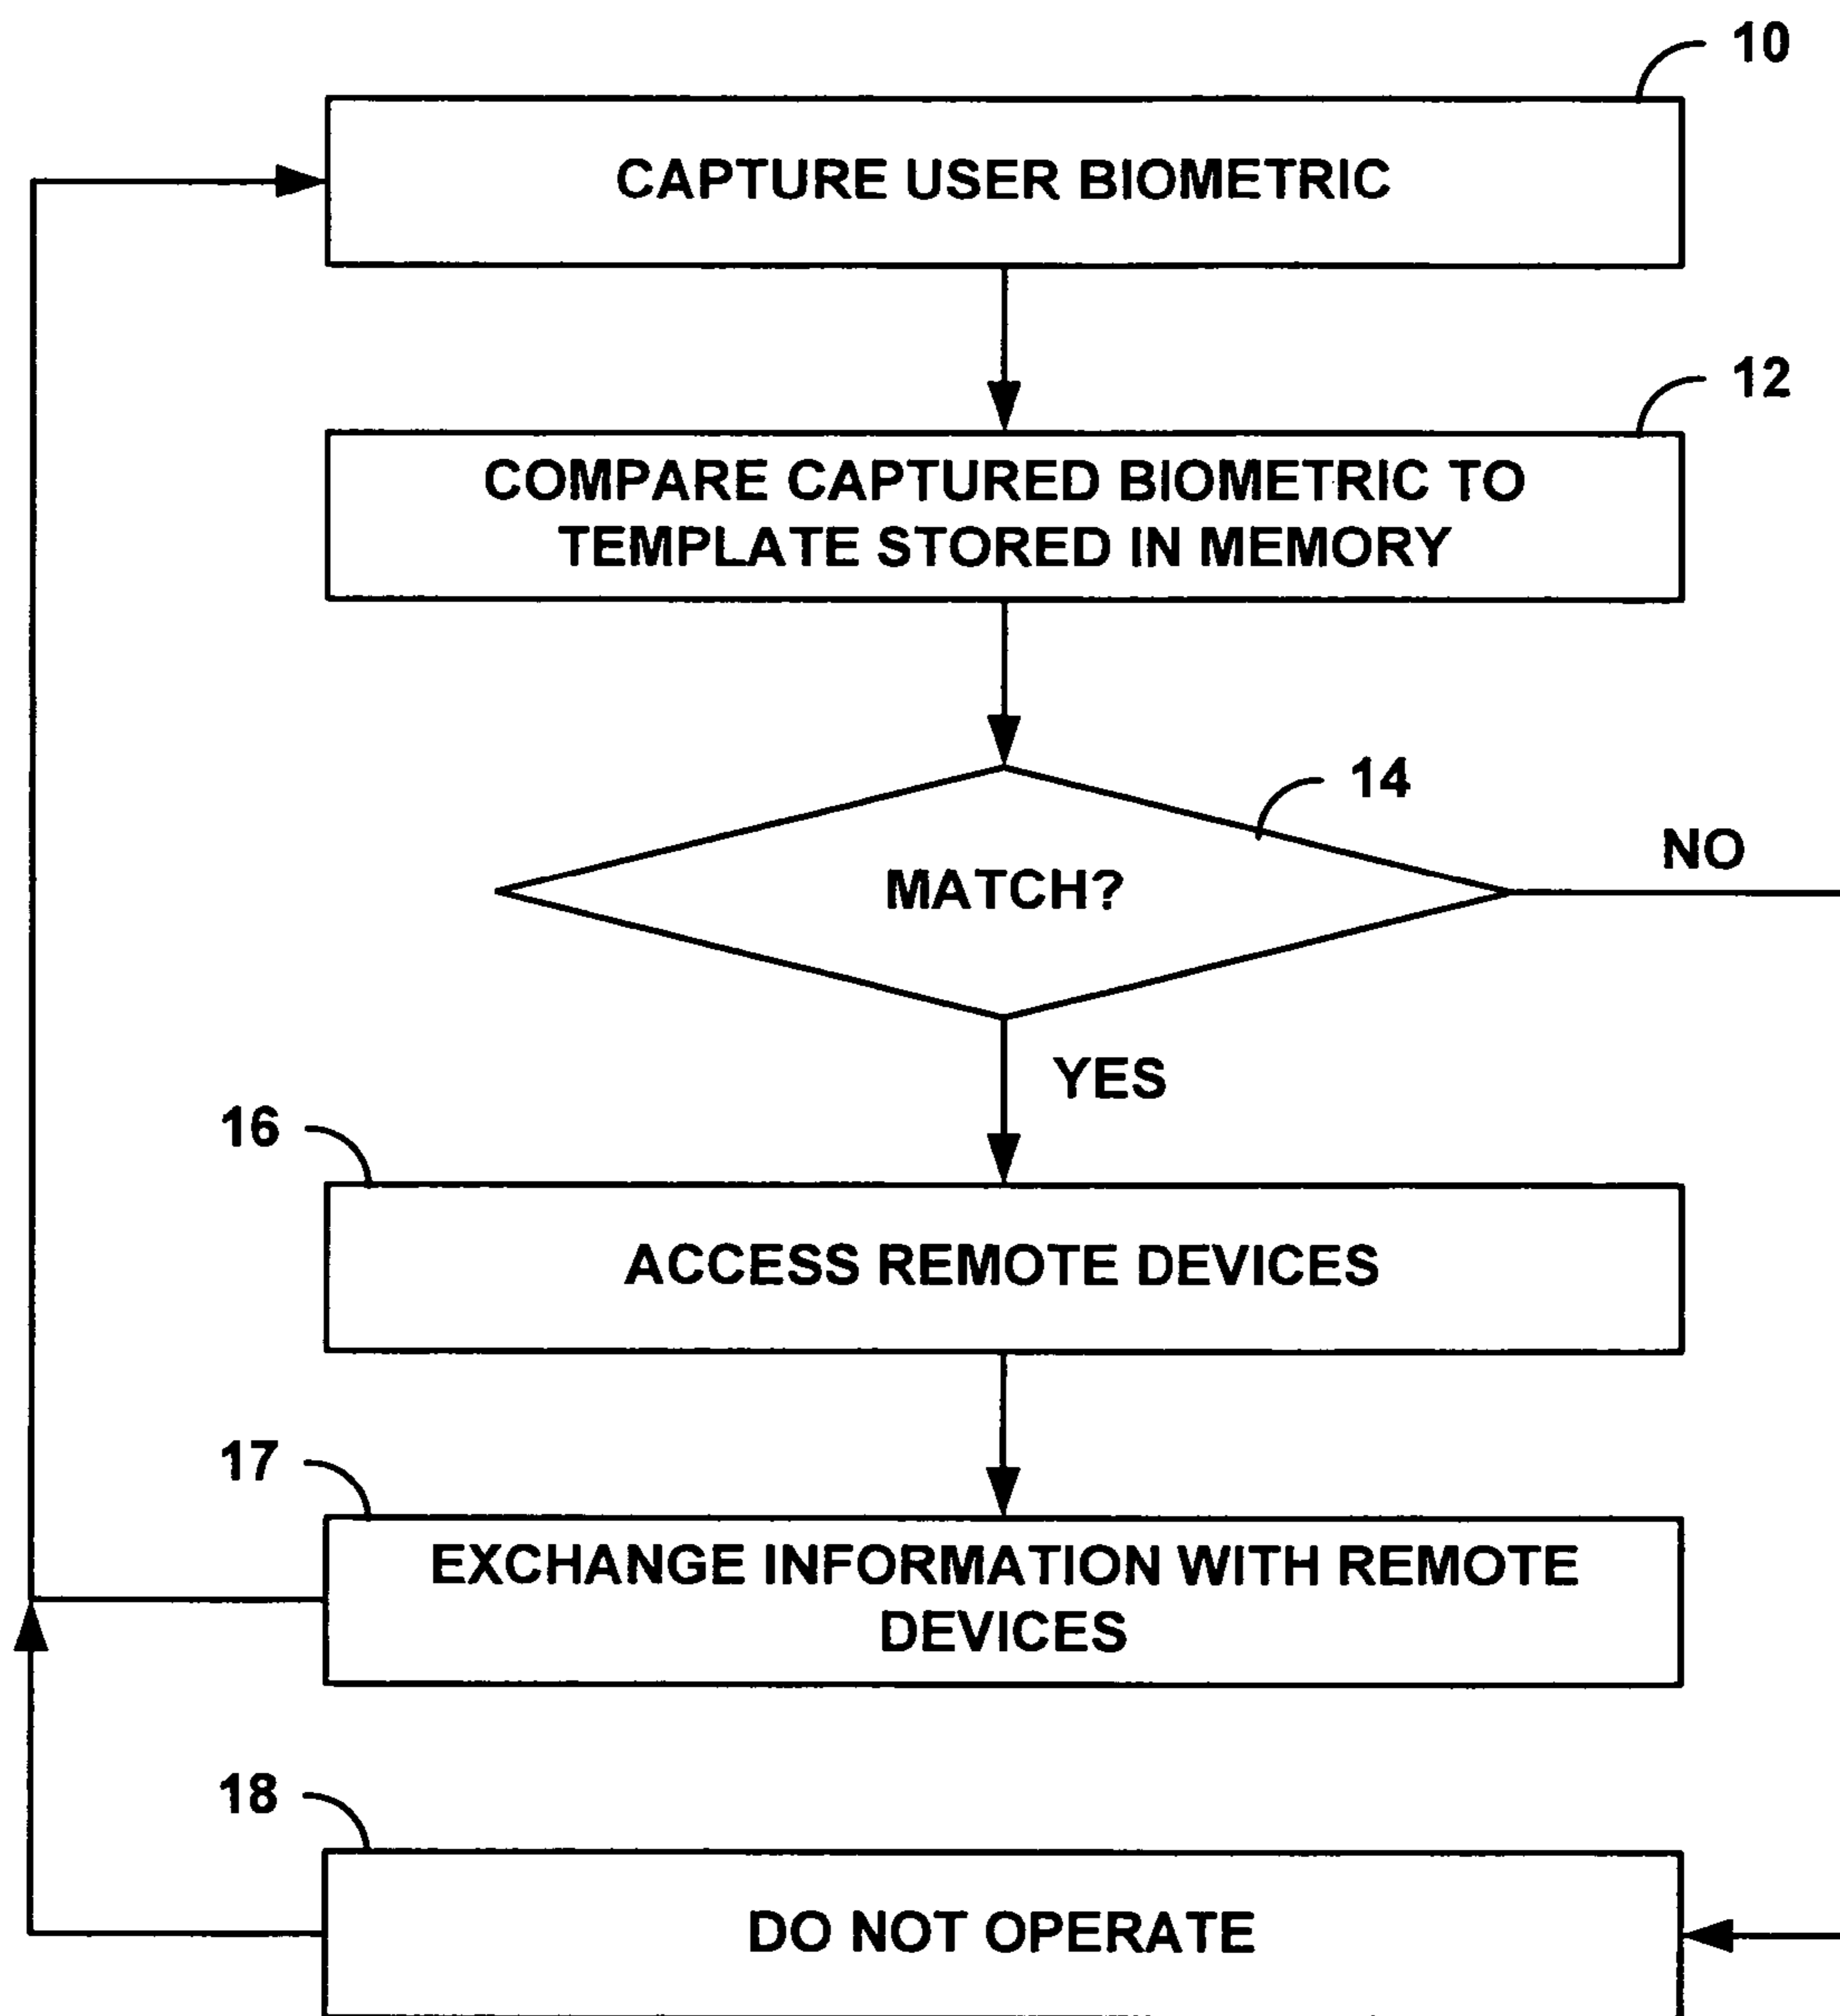 10
CAPTURE USER BIOMETRIC
12
COMPARE CAPTURED BIOMETRIC TO
TEMPLATE STORED IN MEMORY
14
MATCH?
NO
YES
16
ACCESS REMOTE DEVICES
17
EXCHANGE INFORMATION WITH REMOTE
DEVICES
18
DO NOT OPERATE